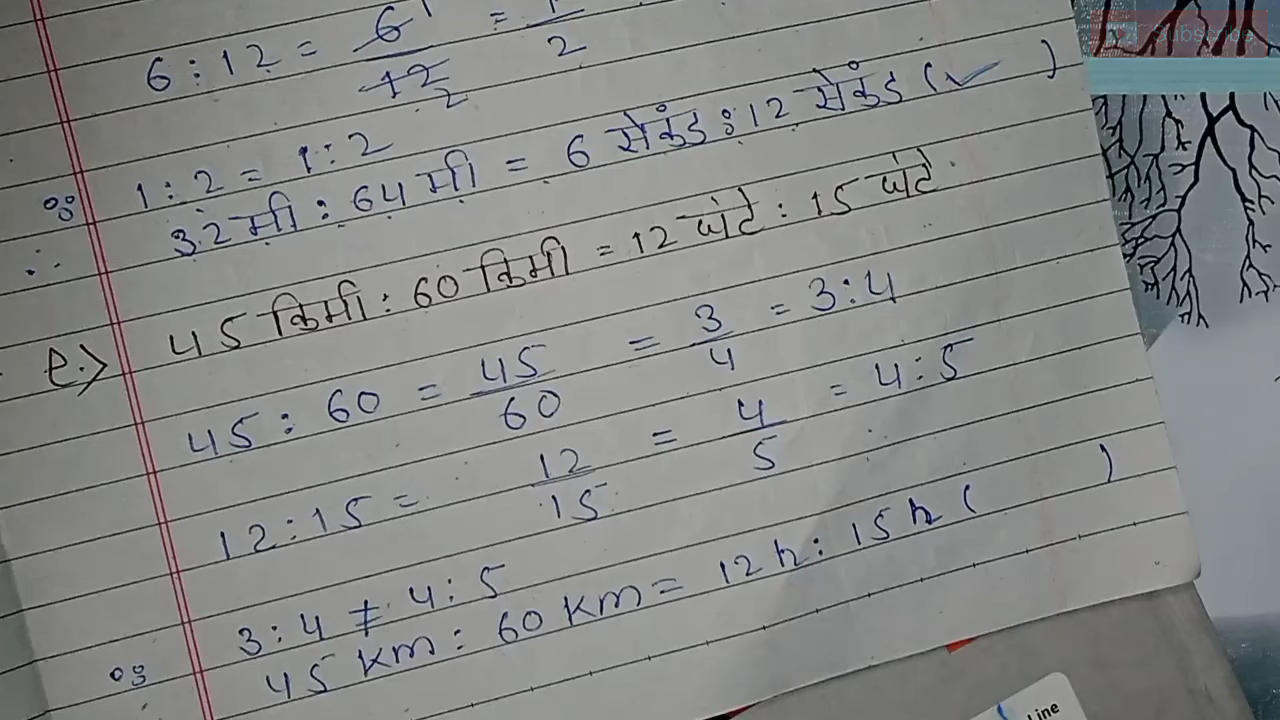 6 : 12 = 6/12 = 1/2
1 : 2 = 1 : 2
32 मी : 64 मी = 6 सेकंड : 12 सेकंड ( ✓ )
e.> 45 किमी : 60 किमी = 12 घंटे : 15 घंटे
45 : 60 = 45/60 = 3/4 = 3 : 4
12 : 15 = 12/15 = 4/5 = 4 : 5
3 : 4 ≠ 4 : 5
45 km : 60 km = 12 h : 15 h ( )
Subscribe
Line